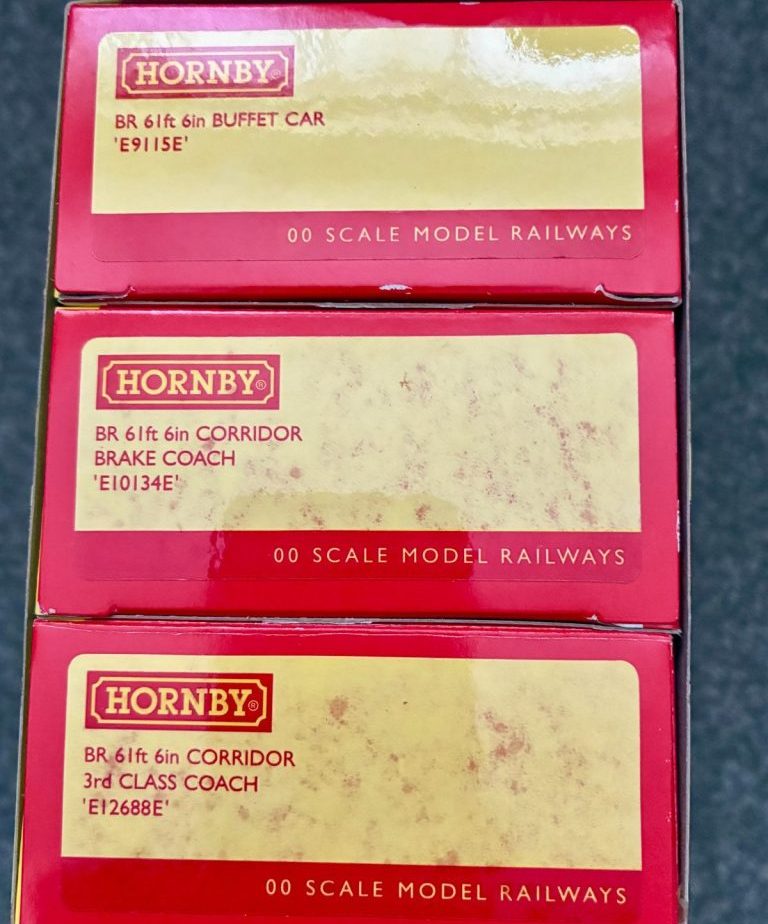 HORNBY®
BR 61ft 6in BUFFET CAR
'E9115E'
00 SCALE MODEL RAILWAYS
HORNBY®
BR 61ft 6in CORRIDOR
BRAKE COACH
'E10134E'
00 SCALE MODEL RAILWAYS
HORNBY®
BR 61ft 6in CORRIDOR
3rd CLASS COACH
'E12688E'
00 SCALE MODEL RAILWAYS